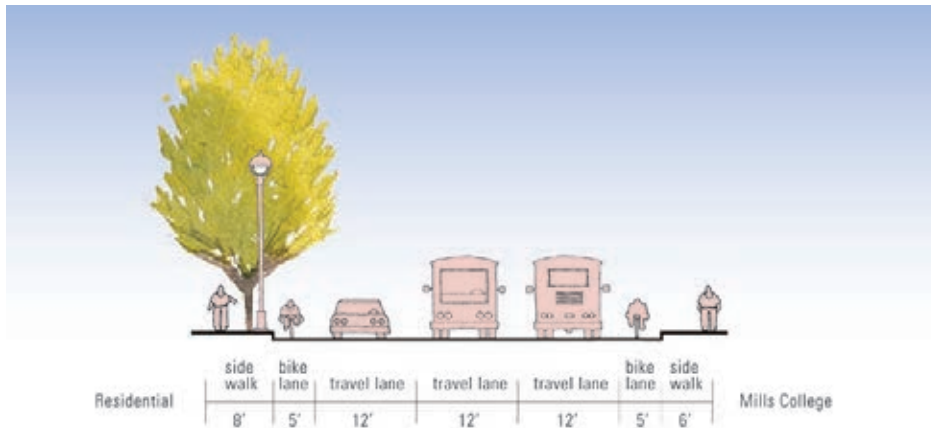 side walk
bike lane
travel lane
travel lane
travel lane
bike lane
side walk
Residential
Mills College
8' 5' 12' 12' 12' 5' 6'